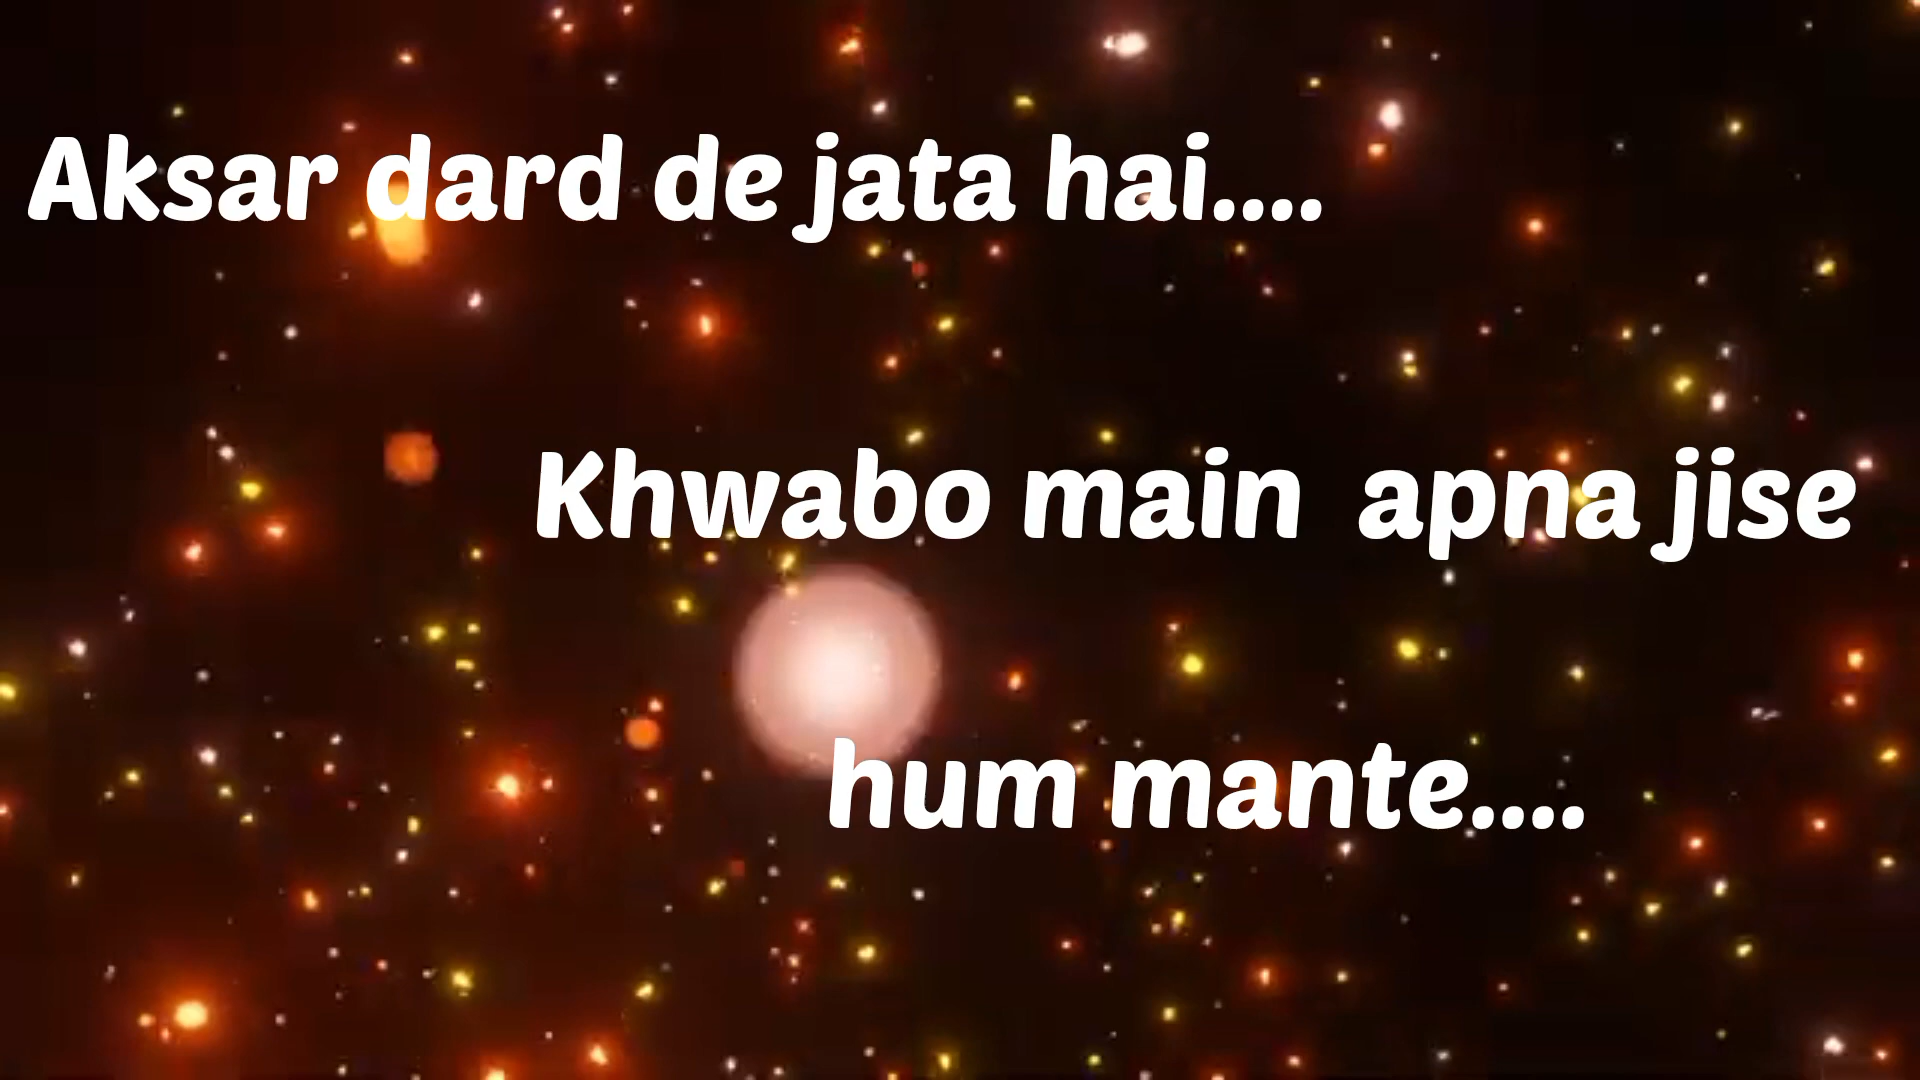 Aksar dard de jata hai....
Khwabo main apna jise
hum mante....